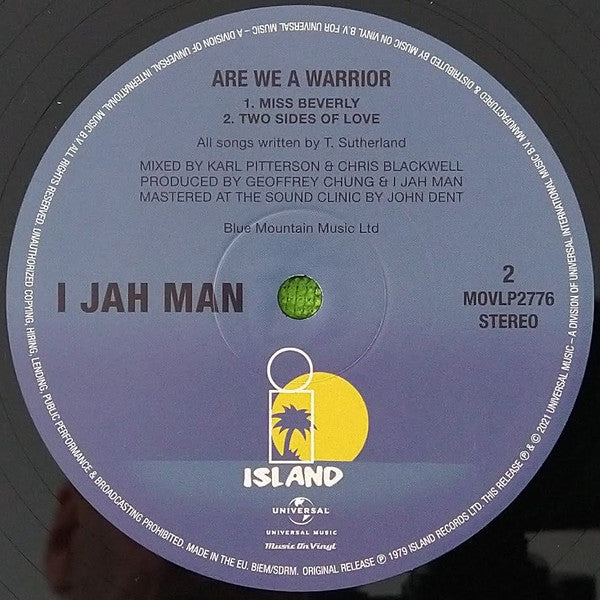 ARE WE A WARRIOR
1. MISS BEVERLY
2. TWO SIDES OF LOVE
All songs written by T. Sutherland
MIXED BY KARL PITTERSON & CHRIS BLACKWELL
PRODUCED BY GEOFFREY CHUNG & I JAH MAN
MASTERED AT THE SOUND CLINIC BY JOHN DENT
Blue Mountain Music Ltd
I JAH MAN
2
MOVLP2776
STEREO
ISLAND
UNIVERSAL
UNIVERSAL MUSIC
Music On Vinyl
MANUFACTURED & DISTRIBUTED BY MUSIC ON VINYL B.V. FROM UNIVERSAL MUSIC – A DIVISION OF UNIVERSAL INTERNATIONAL MUSIC B.V. ALL RIGHTS RESERVED. UNAUTHORIZED COPYING, HIRING, LENDING, PUBLIC PERFORMANCE & BROADCASTING PROHIBITED. MADE IN THE EU. BIEM/SDRM. ORIGINAL RELEASE ℗ 1979 ISLAND RECORDS LTD. THIS RELEASE ℗ & © 2021 UNIVERSAL MUSIC – A DIVISION OF UNIVERSAL INTERNATIONAL MUSIC B.V.